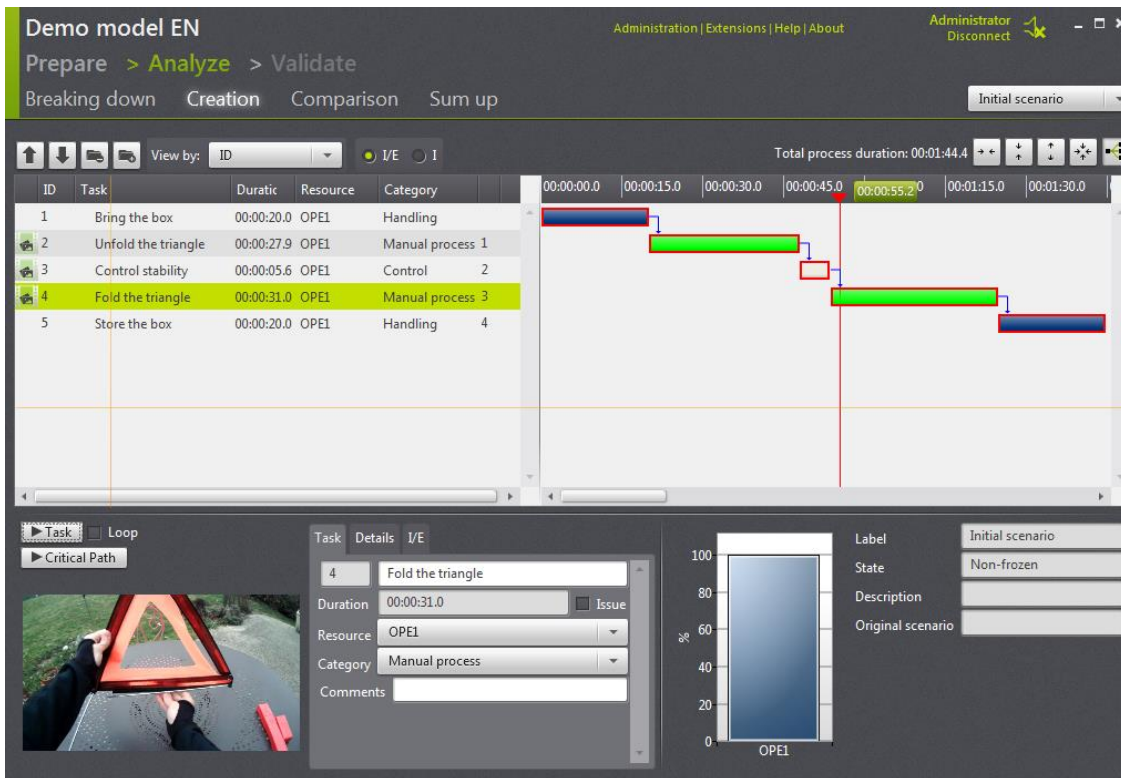 Demo model EN
Administration | Extensions | Help | About
Administrator
Disconnect
Prepare > Analyze > Validate
Breaking down Creation Comparison Sum up
Initial scenario
View by: ID I/E I
Total process duration: 00:01:44.4
ID Task Duratic Resource Category
00:00:00.0 00:00:15.0 00:00:30.0 00:00:45.0 00:00:55.2 0 00:01:15.0 00:01:30.0
1 Bring the box 00:00:20.0 OPE1 Handling
2 Unfold the triangle 00:00:27.9 OPE1 Manual process 1
3 Control stability 00:00:05.6 OPE1 Control 2
4 Fold the triangle 00:00:31.0 OPE1 Manual process 3
5 Store the box 00:00:20.0 OPE1 Handling 4
Task Loop
Critical Path
Task Details I/E
4 Fold the triangle
Duration 00:00:31.0 Issue
Resource OPE1
Category Manual process
Comments
100
80
60
40
20
0
%
OPE1
Label Initial scenario
State Non-frozen
Description
Original scenario